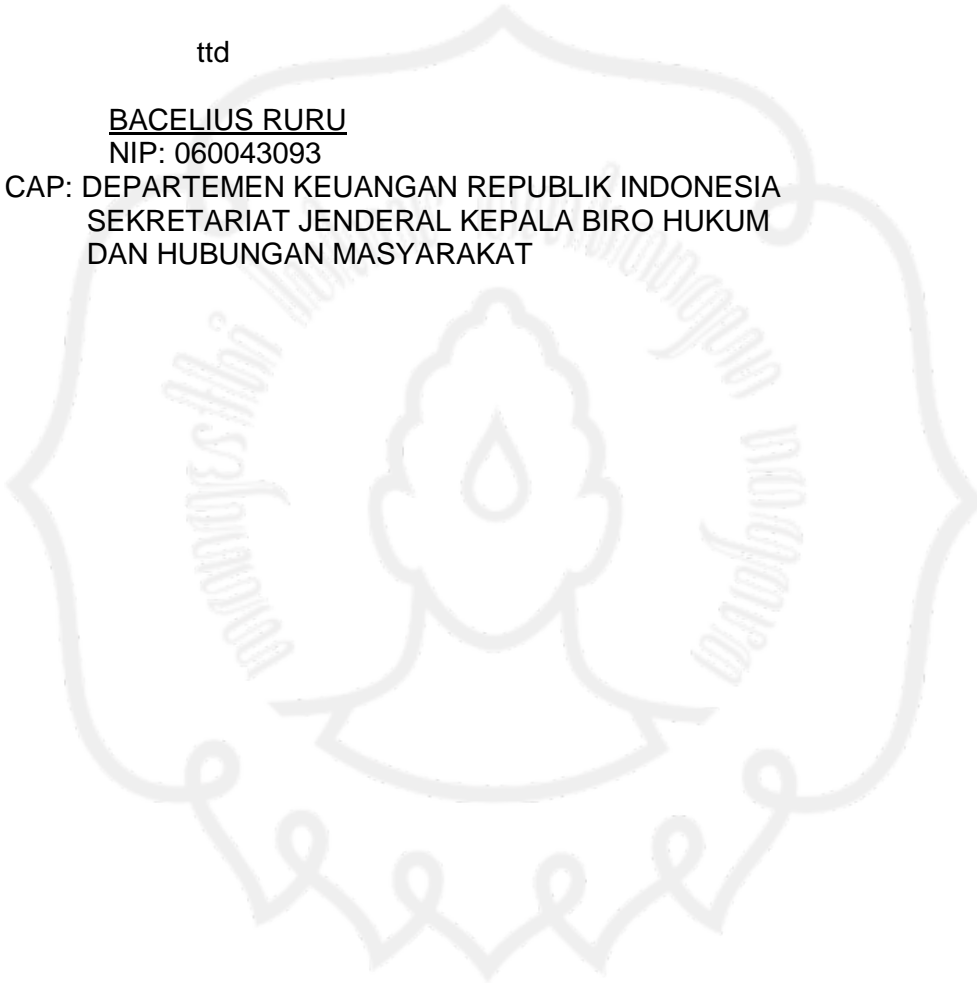 ttd
BACELIUS RURU
NIP: 060043093
CAP: DEPARTEMEN KEUANGAN REPUBLIK INDONESIA
SEKRETARIAT JENDERAL KEPALA BIRO HUKUM
DAN HUBUNGAN MASYARAKAT